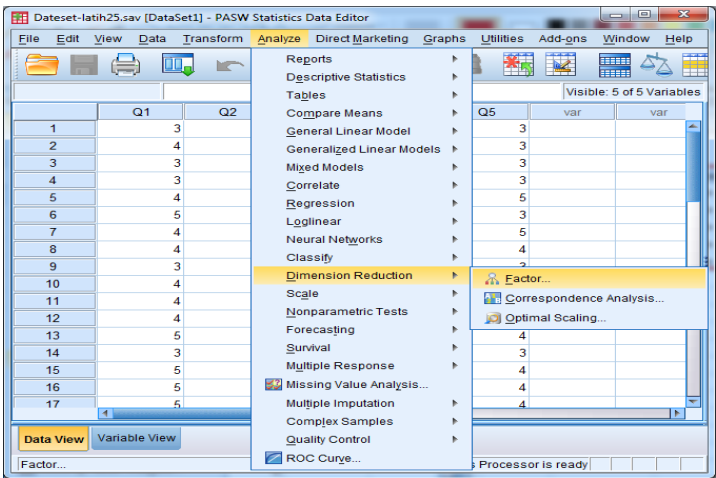 Dateset-latih25.sav [DataSet1] - PASW Statistics Data Editor
File Edit View Data Transform Analyze Direct Marketing Graphs Utilities Add-ons Window Help
Visible: 5 of 5 Variables
Q1 Q2 Q5 var var
1 3 3
2 4 3
3 3 3
4 3 3
5 4 5
6 5 3
7 4 5
8 4 4
9 3
10 4
11 4
12 4
13 5 4
14 3 3
15 5 4
16 5 4
17 5 4
Reports
Descriptive Statistics
Tables
Compare Means
General Linear Model
Generalized Linear Models
Mixed Models
Correlate
Regression
Loglinear
Neural Networks
Classify
Dimension Reduction
Scale
Nonparametric Tests
Forecasting
Survival
Multiple Response
Missing Value Analysis...
Multiple Imputation
Complex Samples
Quality Control
ROC Curve...
Factor...
Correspondence Analysis...
Optimal Scaling...
Data View Variable View
Factor... Processor is ready